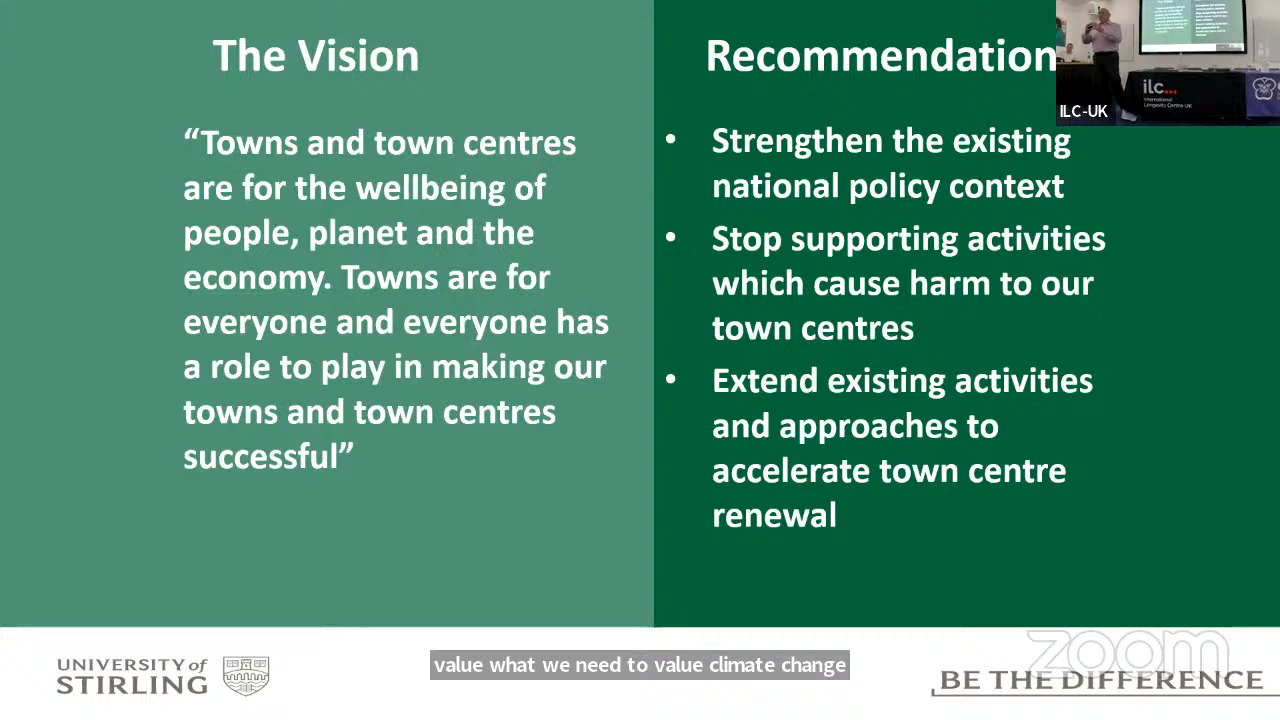 The Vision
“Towns and town centres
are for the wellbeing of
people, planet and the
economy. Towns are for
everyone and everyone has
a role to play in making our
towns and town centres
successful”
Recommendation
• Strengthen the existing
national policy context
• Stop supporting activities
which cause harm to our
town centres
• Extend existing activities
and approaches to
accelerate town centre
renewal
ilc...
International
Longevity Centre UK
ILC-UK
UNIVERSITY of
STIRLING
value what we need to value climate change
zoom
BE THE DIFFERENCE